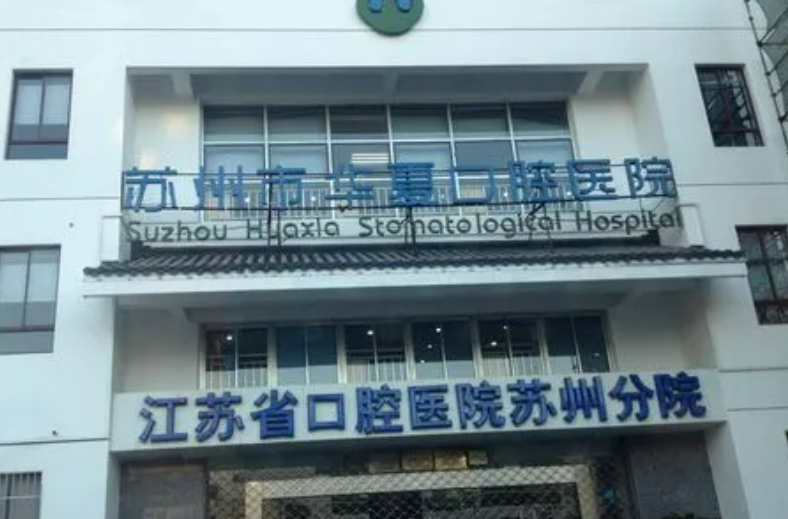 苏州市华夏口腔医院
Suzhou Huaxia Stomatological Hospital
江苏省口腔医院苏州分院